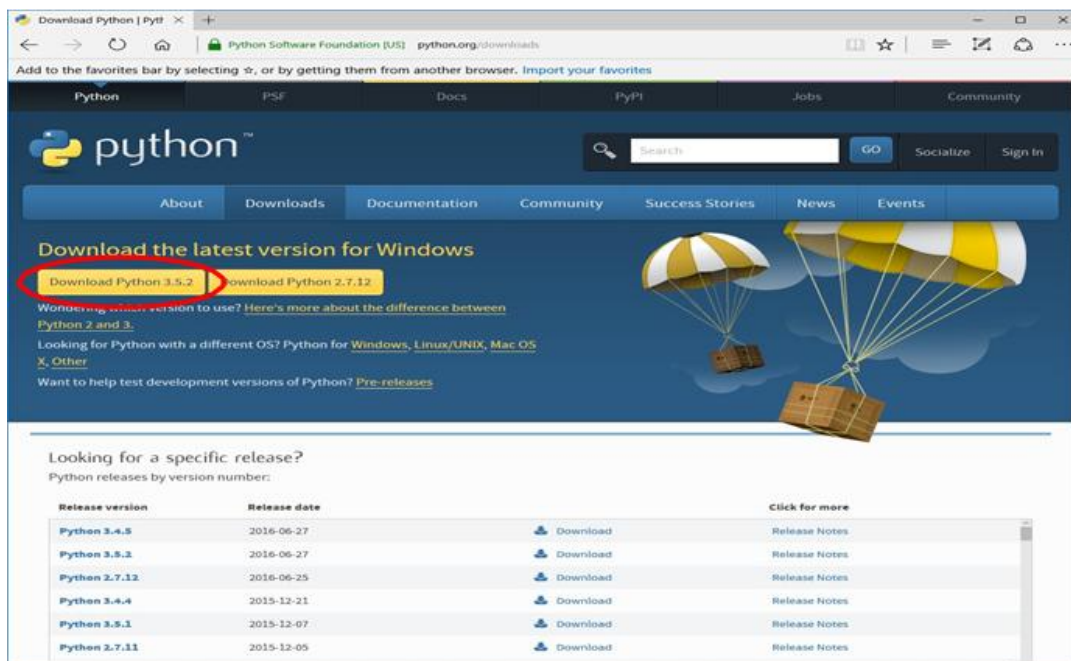 Download Python | Pyth
Python Software Foundation [US] python.org/downloads
Add to the favorites bar by selecting ☆, or by getting them from another browser. Import your favorites
Python PSF Docs PyPI Jobs Community
python™
Search GO Socialize Sign In
About Downloads Documentation Community Success Stories News Events
Download the latest version for Windows
Download Python 3.5.2 Download Python 2.7.12
Wondering which version to use? Here's more about the difference between
Python 2 and 3.
Looking for Python with a different OS? Python for Windows, Linux/UNIX, Mac OS
X, Other
Want to help test development versions of Python? Pre-releases
Looking for a specific release?
Python releases by version number:
Release version Release date Click for more
Python 3.4.5 2016-06-27 Download Release Notes
Python 3.5.2 2016-06-27 Download Release Notes
Python 2.7.12 2016-06-25 Download Release Notes
Python 3.4.4 2015-12-21 Download Release Notes
Python 3.5.1 2015-12-07 Download Release Notes
Python 2.7.11 2015-12-05 Download Release Notes